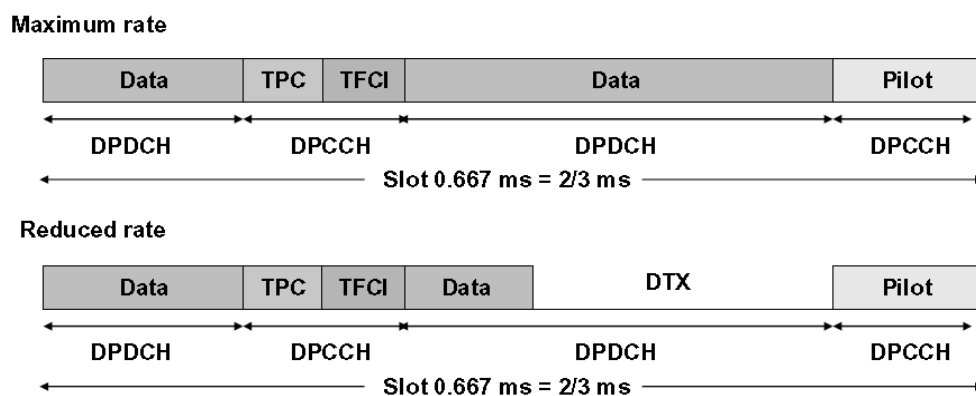 Maximum rate
Data TPC TFCI Data Pilot
DPDCH DPCCH DPDCH DPCCH
Slot 0.667 ms = 2/3 ms
Reduced rate
Data TPC TFCI Data DTX Pilot
DPDCH DPCCH DPDCH DPCCH
Slot 0.667 ms = 2/3 ms